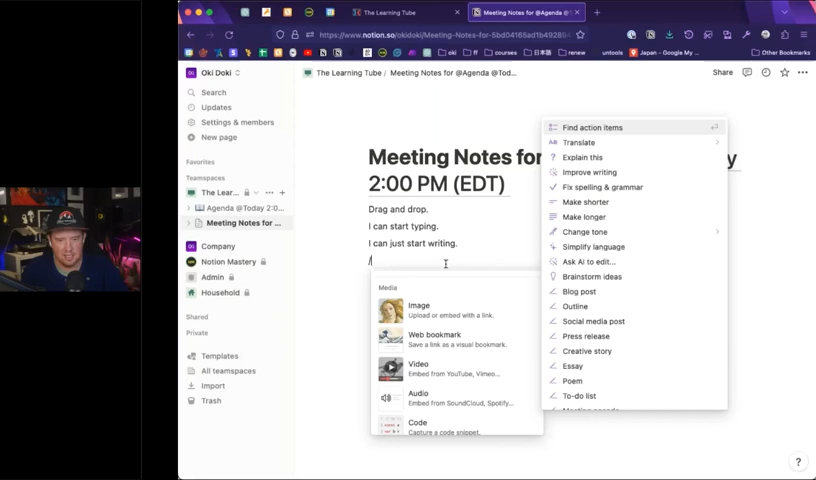 The Learning Tube
Meeting Notes for @Agenda @T
https://www.notion.so/okidoki/Meeting-Notes-for-5bd04165ad1b49289
oki
ff
courses
日本語
renew
untools
Japan - Google My ...
Other Bookmarks
Oki Doki
The Learning Tube / Meeting Notes for @Agenda @Tod...
Share
Search
Updates
Settings & members
New page
Favorites
Teamspaces
The Lear...
Agenda @Today 2:0...
Meeting Notes for ...
Company
Notion Mastery
Admin
Household
Shared
Private
Templates
All teamspaces
Import
Trash
Meeting Notes for
y
2:00 PM (EDT)
Drag and drop.
I can start typing.
I can just start writing.
/
Media
Image
Upload or embed with a link.
Web bookmark
Save a link as a visual bookmark.
Video
Embed from YouTube, Vimeo...
Audio
Embed from SoundCloud, Spotify...
Code
Capture a code snippet.
Find action items
Translate
Explain this
Improve writing
Fix spelling & grammar
Make shorter
Make longer
Change tone
Simplify language
Ask AI to edit...
Brainstorm ideas
Blog post
Outline
Social media post
Press release
Creative story
Essay
Poem
To-do list
Meeting agenda
?